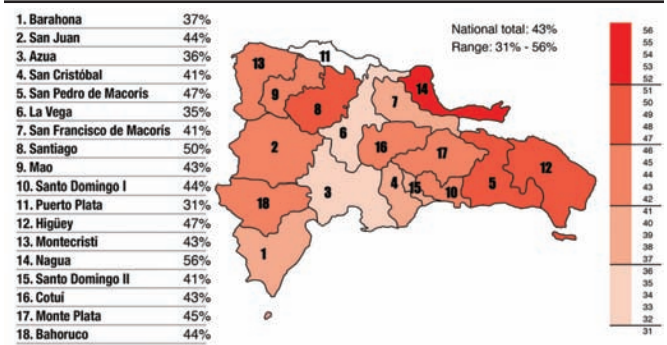 1. Barahona 37%
2. San Juan 44%
3. Azua 36%
4. San Cristóbal 41%
5. San Pedro de Macorís 47%
6. La Vega 35%
7. San Francisco de Macorís 41%
8. Santiago 50%
9. Mao 43%
10. Santo Domingo I 44%
11. Puerto Plata 31%
12. Higüey 47%
13. Montecristi 43%
14. Nagua 56%
15. Santo Domingo II 41%
16. Cotuí 43%
17. Monte Plata 45%
18. Bahoruco 44%
National total: 43%
Range: 31% - 56%
11
13
14
9
8
7
6
16
2
17
12
4
15
10
5
3
18
1
56
55
54
53
52
51
50
49
48
47
46
45
44
43
42
41
40
39
38
37
36
35
34
33
32
31